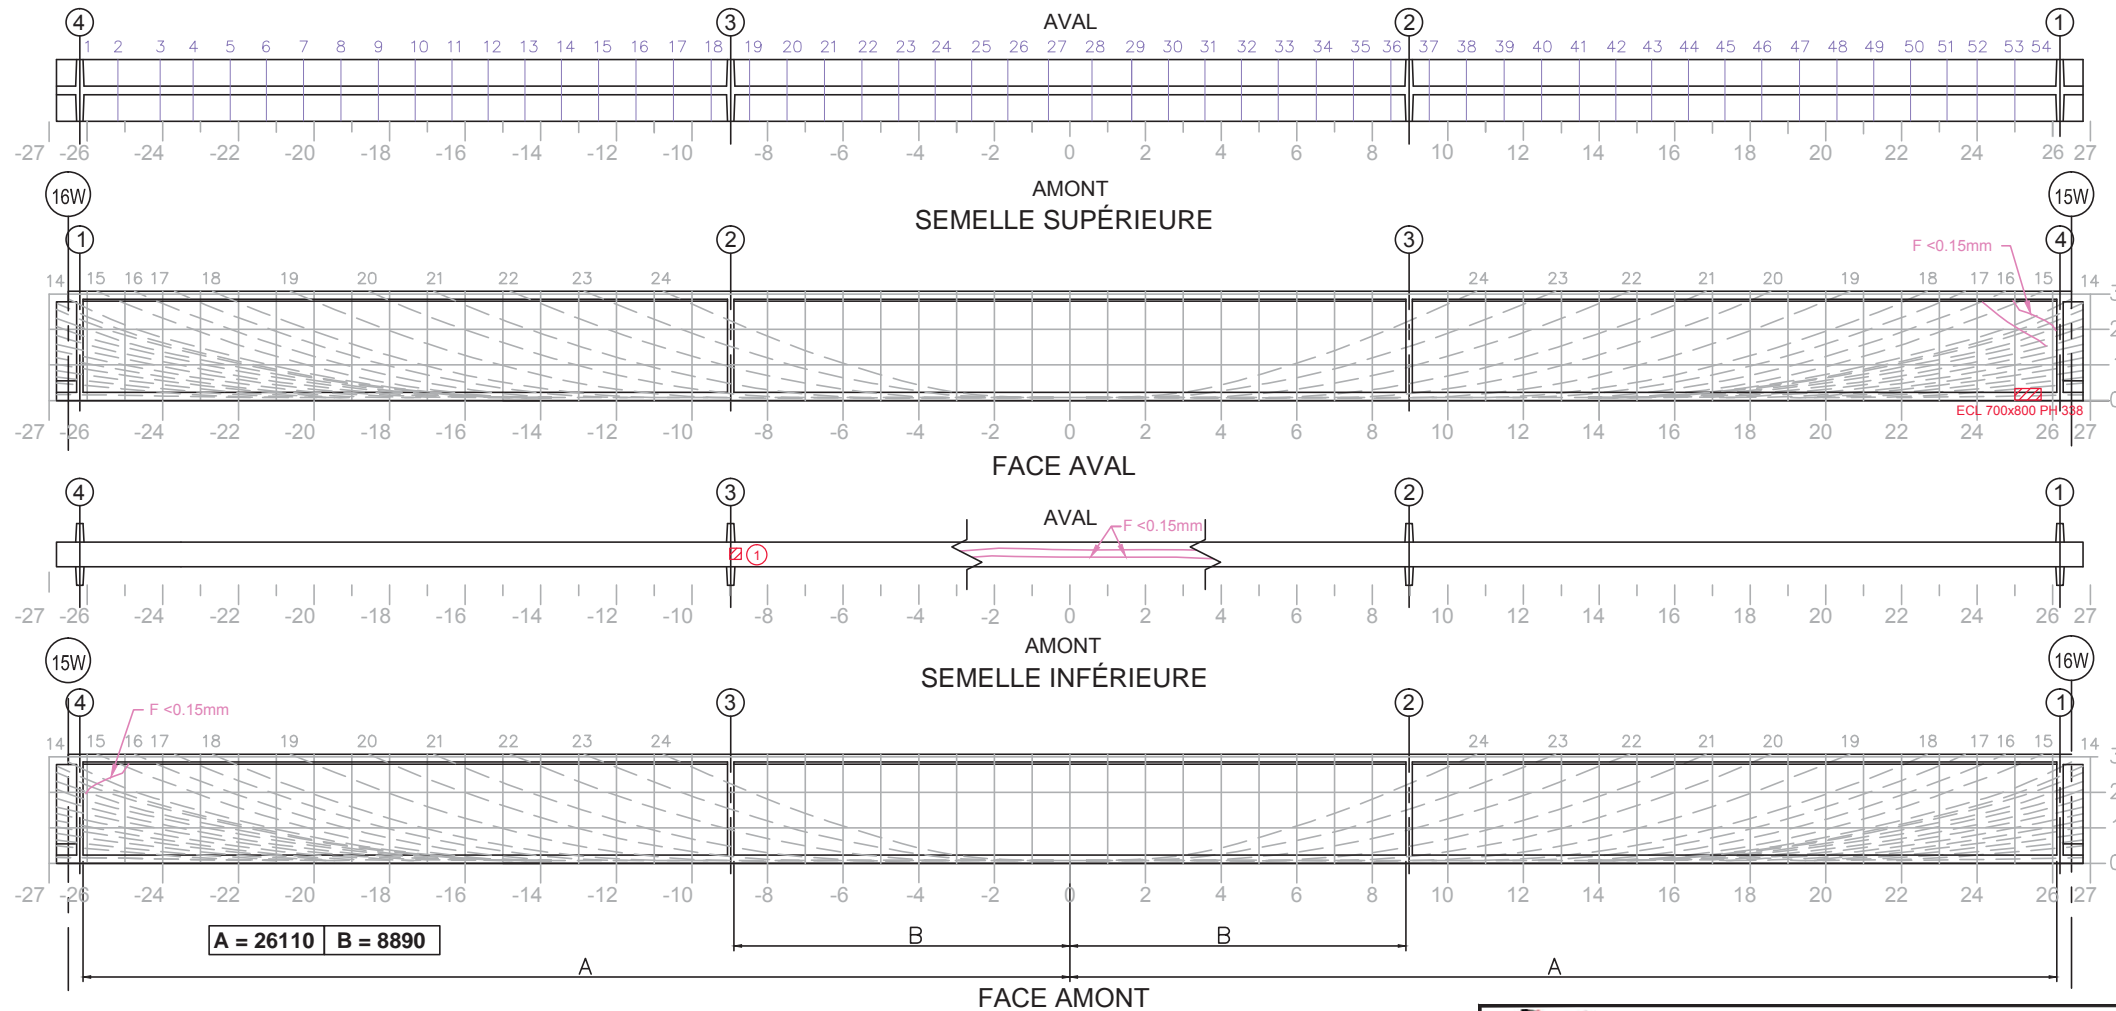 4 3 AVAL 2 1
1 2 3 4 5 6 7 8 9 10 11 12 13 14 15 16 17 18 19 20 21 22 23 24 25 26 27 28 29 30 31 32 33 34 35 36 37 38 39 40 41 42 43 44 45 46 47 48 49 50 51 52 53 54
-27 -26 -24 -22 -20 -18 -16 -14 -12 -10 -8 -6 -4 -2 0 2 4 6 8 10 12 14 16 18 20 22 24 26 27
16W AMONT 15W
SEMELLE SUPÉRIEURE
1 2 3 4
F <0.15mm
14 15 16 17 18 19 20 21 22 23 24 24 23 22 21 20 19 18 17 16 15 14
3
2
1
0
ECL 700x800 PH 338
-27 -26 -24 -22 -20 -18 -16 -14 -12 -10 -8 -6 -4 -2 0 2 4 6 8 10 12 14 16 18 20 22 24 26 27
FACE AVAL
4 3 2 1
AVAL F <0.15mm
1
-27 -26 -24 -22 -20 -18 -16 -14 -12 -10 -8 -6 -4 -2 0 2 4 6 8 10 12 14 16 18 20 22 24 26 27
15W AMONT 16W
SEMELLE INFÉRIEURE
4 3 2 1
F <0.15mm
14 15 16 17 18 19 20 21 22 23 24 24 23 22 21 20 19 18 17 16 15 14
3
2
1
0
-27 -26 -24 -22 -20 -18 -16 -14 -12 -10 -8 -6 -4 -2 0 2 4 6 8 10 12 14 16 18 20 22 24 26 27
A = 26110 B = 8890
B B
A A
FACE AMONT